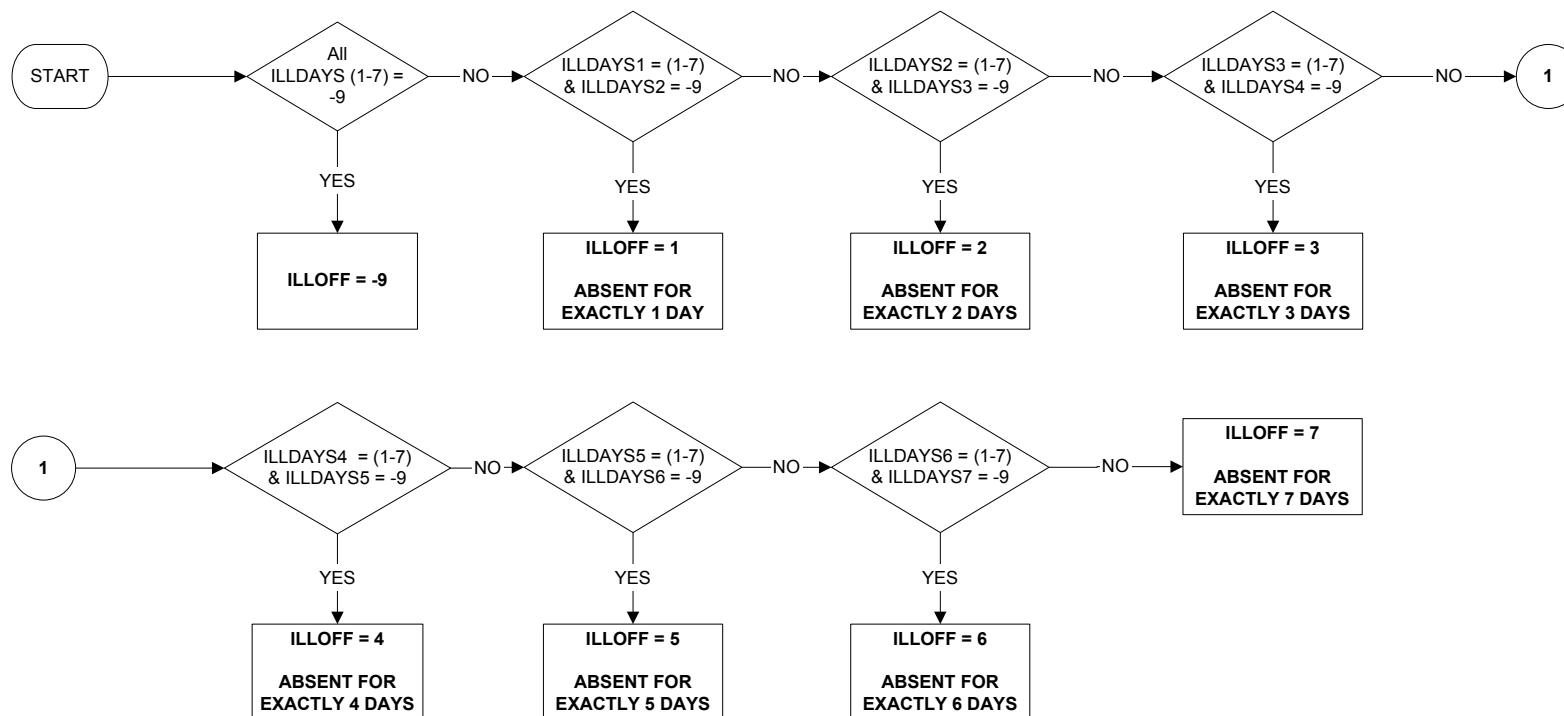 START
All
ILLDAYS (1-7) =
-9
NO
ILLDAYS1 = (1-7)
& ILLDAYS2 = -9
NO
ILLDAYS2 = (1-7)
& ILLDAYS3 = -9
NO
ILLDAYS3 = (1-7)
& ILLDAYS4 = -9
NO
1
YES
YES
YES
YES
ILLOFF = -9
ILLOFF = 1
ABSENT FOR
EXACTLY 1 DAY
ILLOFF = 2
ABSENT FOR
EXACTLY 2 DAYS
ILLOFF = 3
ABSENT FOR
EXACTLY 3 DAYS
1
ILLDAYS4 = (1-7)
& ILLDAYS5 = -9
NO
ILLDAYS5 = (1-7)
& ILLDAYS6 = -9
NO
ILLDAYS6 = (1-7)
& ILLDAYS7 = -9
NO
ILLOFF = 7
ABSENT FOR
EXACTLY 7 DAYS
YES
YES
YES
ILLOFF = 4
ABSENT FOR
EXACTLY 4 DAYS
ILLOFF = 5
ABSENT FOR
EXACTLY 5 DAYS
ILLOFF = 6
ABSENT FOR
EXACTLY 6 DAYS